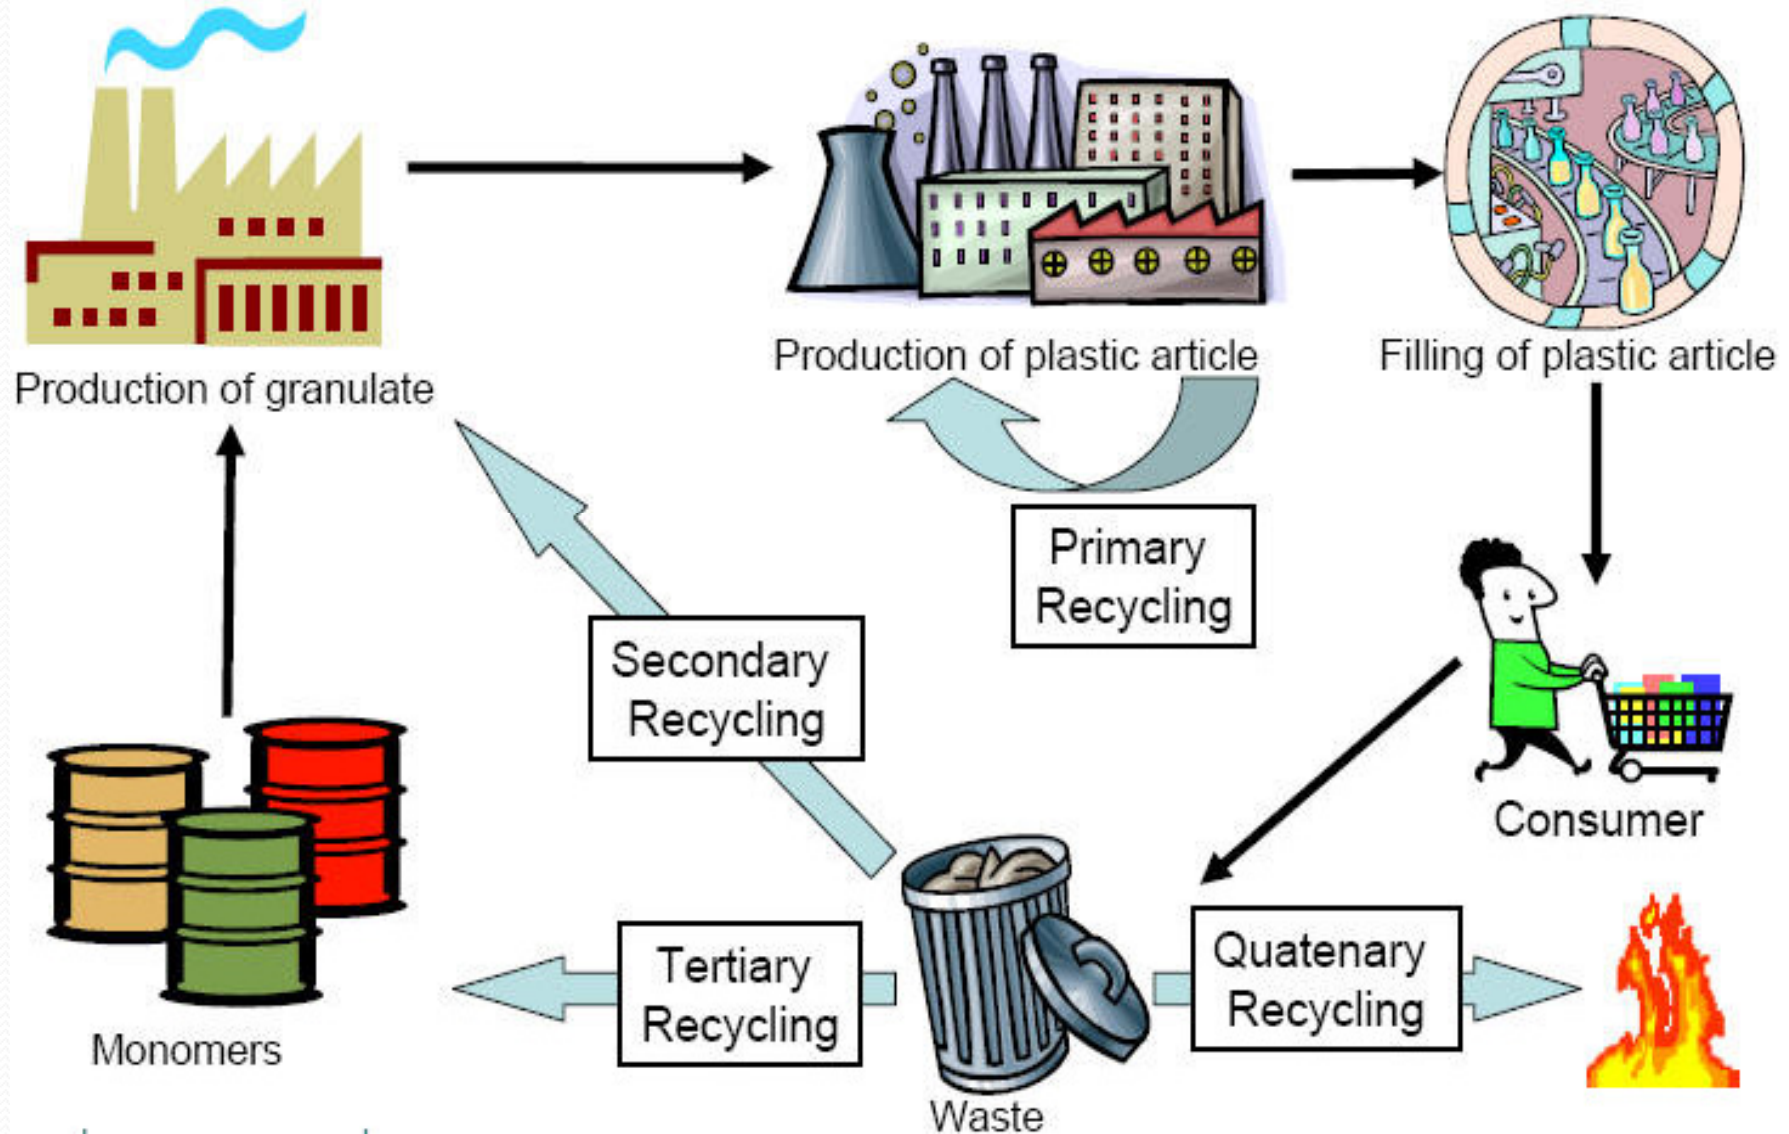 Production of granulate
Production of plastic article
Filling of plastic article
Primary
Recycling
Secondary
Recycling
Consumer
Tertiary
Recycling
Quatenary
Recycling
Monomers
Waste